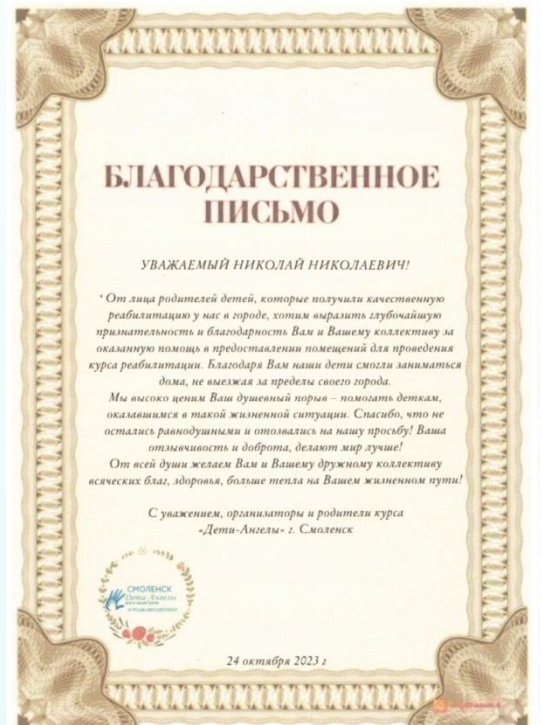 БЛАГОДАРСТВЕННОЕ
ПИСЬМО
УВАЖАЕМЫЙ НИКОЛАЙ НИКОЛАЕВИЧ!
От лица родителей детей, которые получили качественную
реабилитацию у нас в городе, хотим выразить глубочайшую
признательность и благодарность Вам и Вашему коллективу за
оказанную помощь в предоставлении помещений для проведения
курса реабилитации. Благодаря Вам наши дети смогли заниматься
дома, не выезжая за пределы своего города.
Мы высоко ценим Ваш душевный порыв – помогать деткам,
оказавшимся в такой жизненной ситуации. Спасибо, что не
остались равнодушными и отозвались на нашу просьбу! Ваша
отзывчивость и доброта, делают мир лучше!
От всей души желаем Вам и Вашему дружному коллективу
всяческих благ, здоровья, больше тепла на Вашем жизненном пути!
С уважением, организаторы и родители курса
«Дети-Ангелы» г. Смоленск
СМОЛЕНСК
Дети-Ангелы
24 октября 2023 г